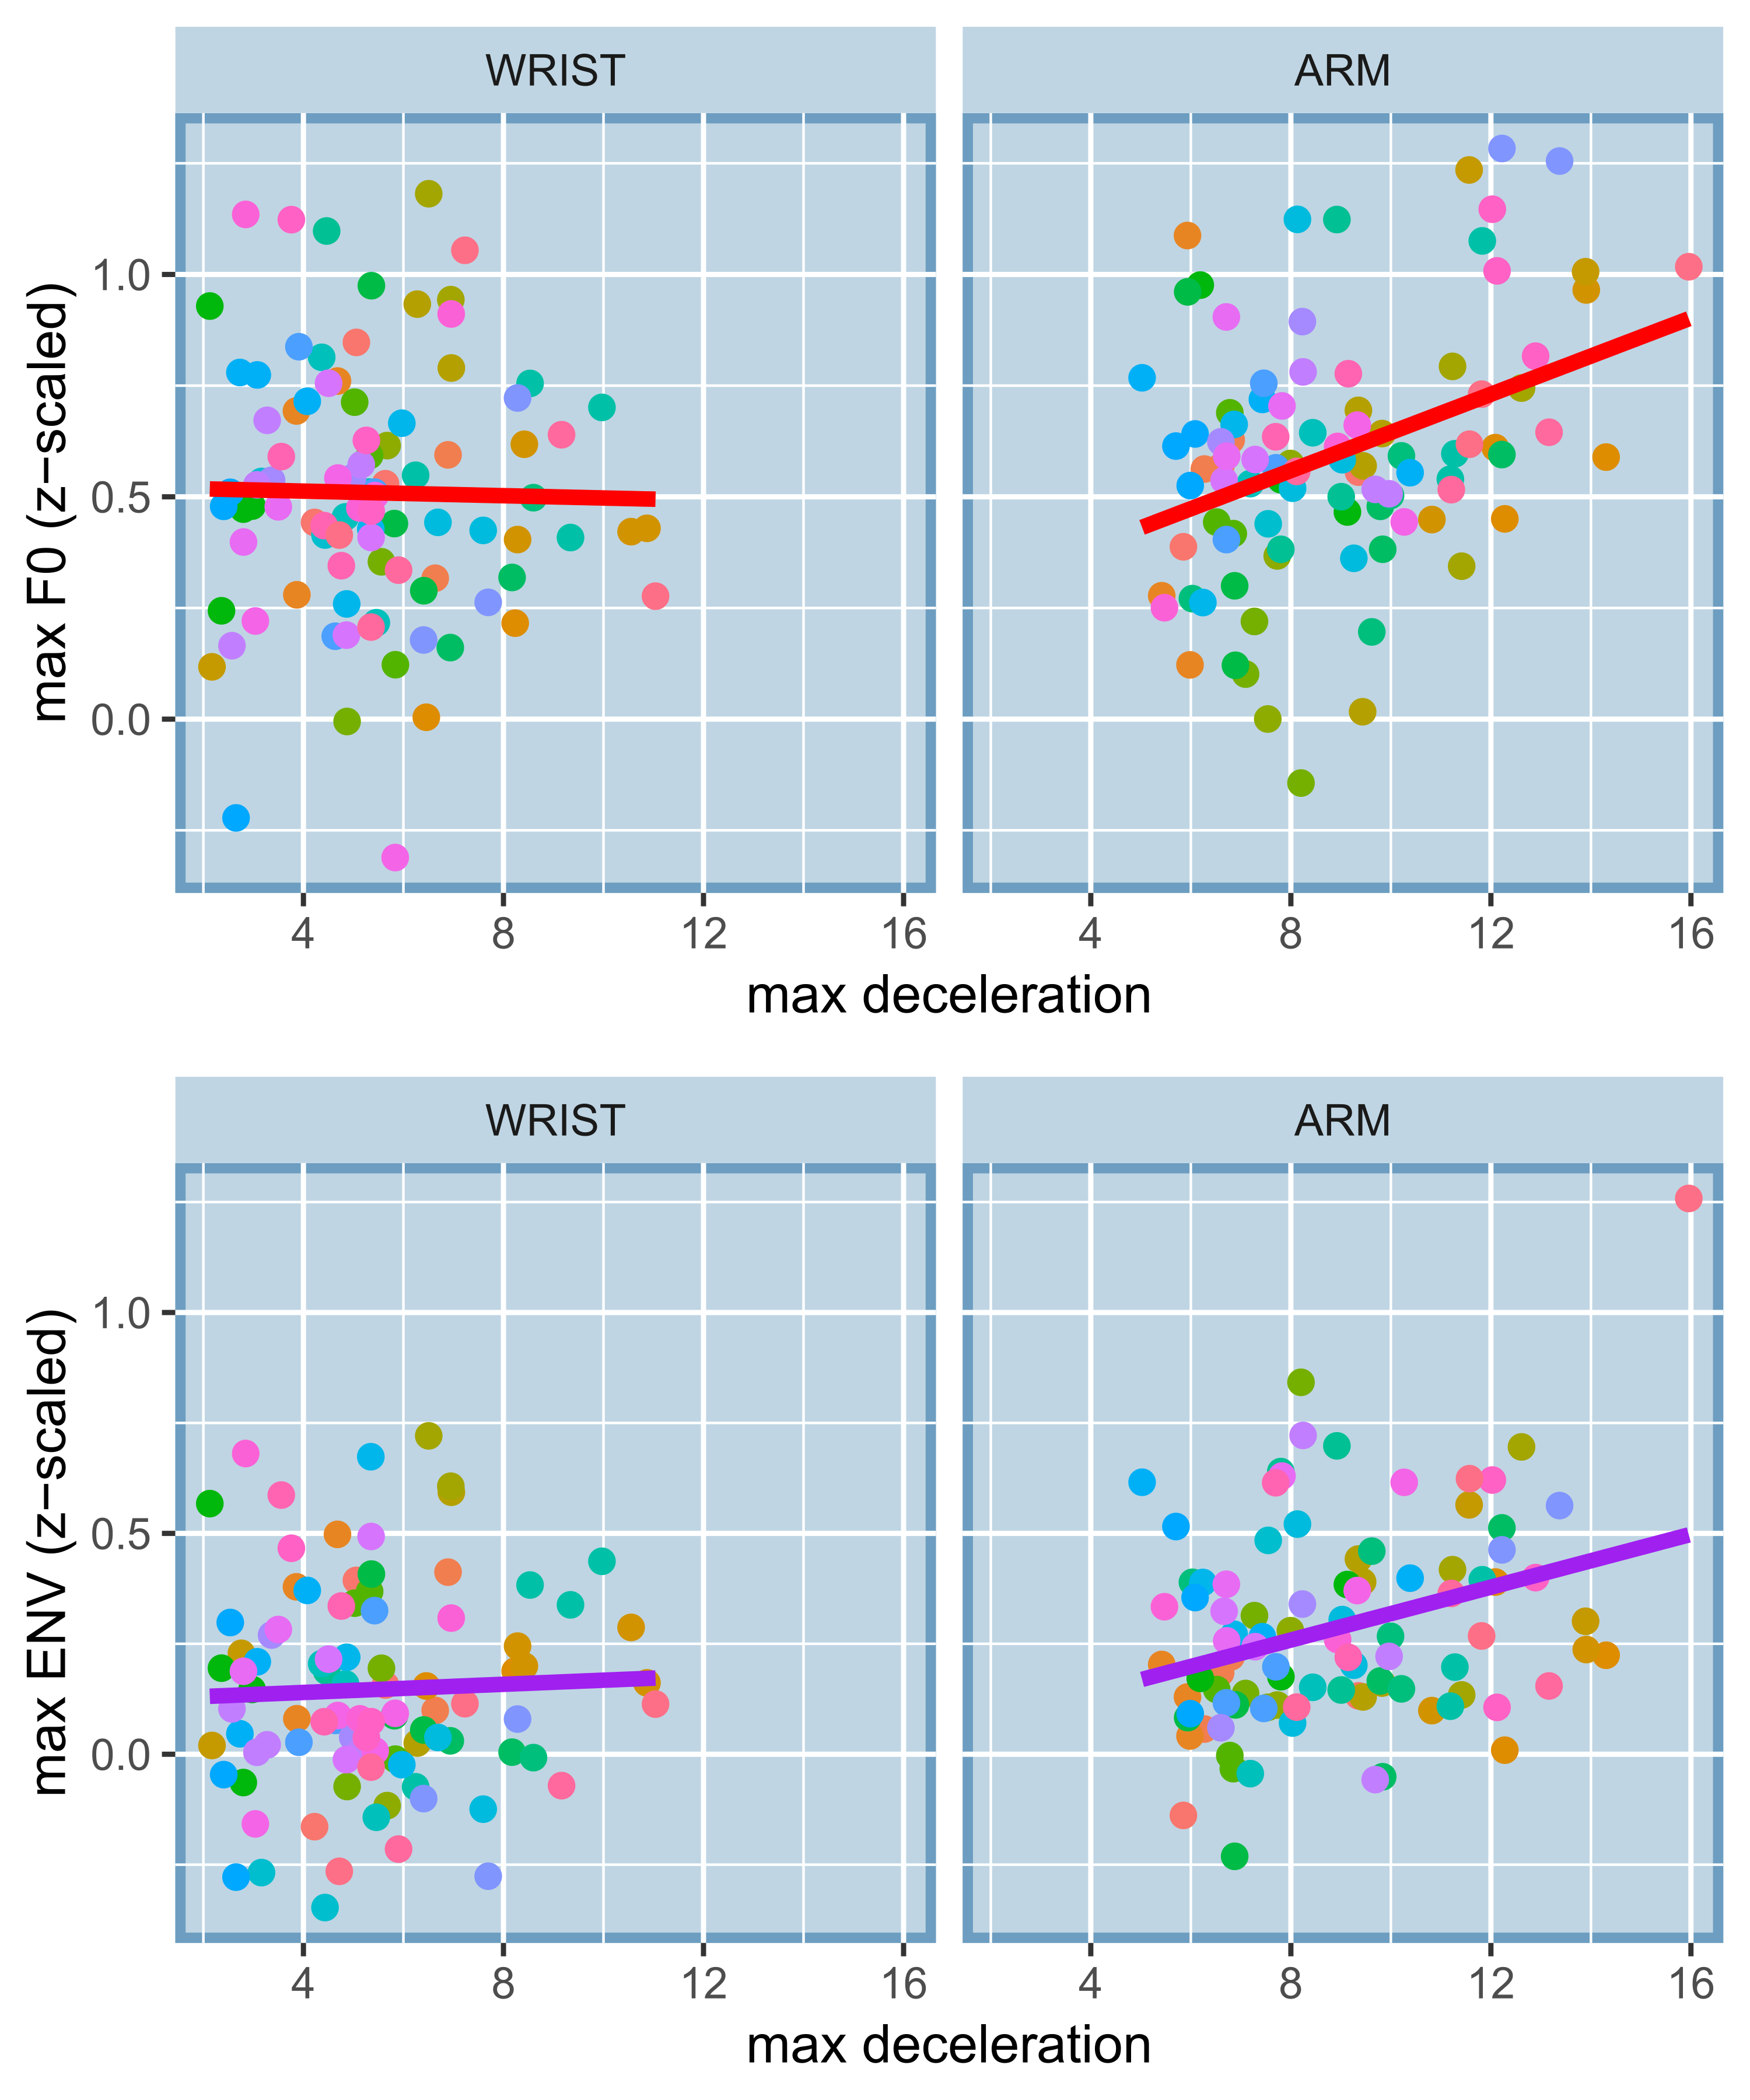 WRIST ARM
max F0 (z−scaled)
1.0
0.5
0.0
4 8 12 16 4 8 12 16
max deceleration
WRIST ARM
max ENV (z−scaled)
1.0
0.5
0.0
4 8 12 16 4 8 12 16
max deceleration